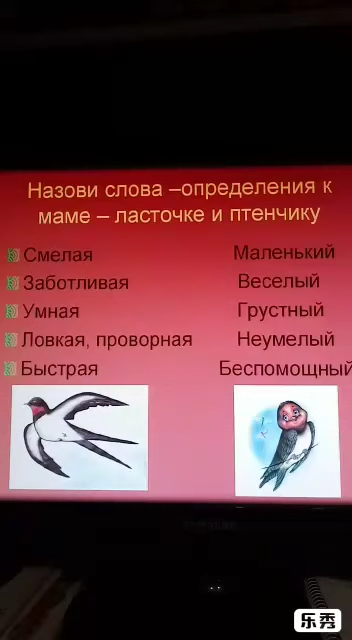 Назови слова –определения к
маме – ласточке и птенчику
Смелая
Заботливая
Умная
Ловкая, проворная
Быстрая
Маленький
Веселый
Грустный
Неумелый
Беспомощный
SAMSUNG
乐秀